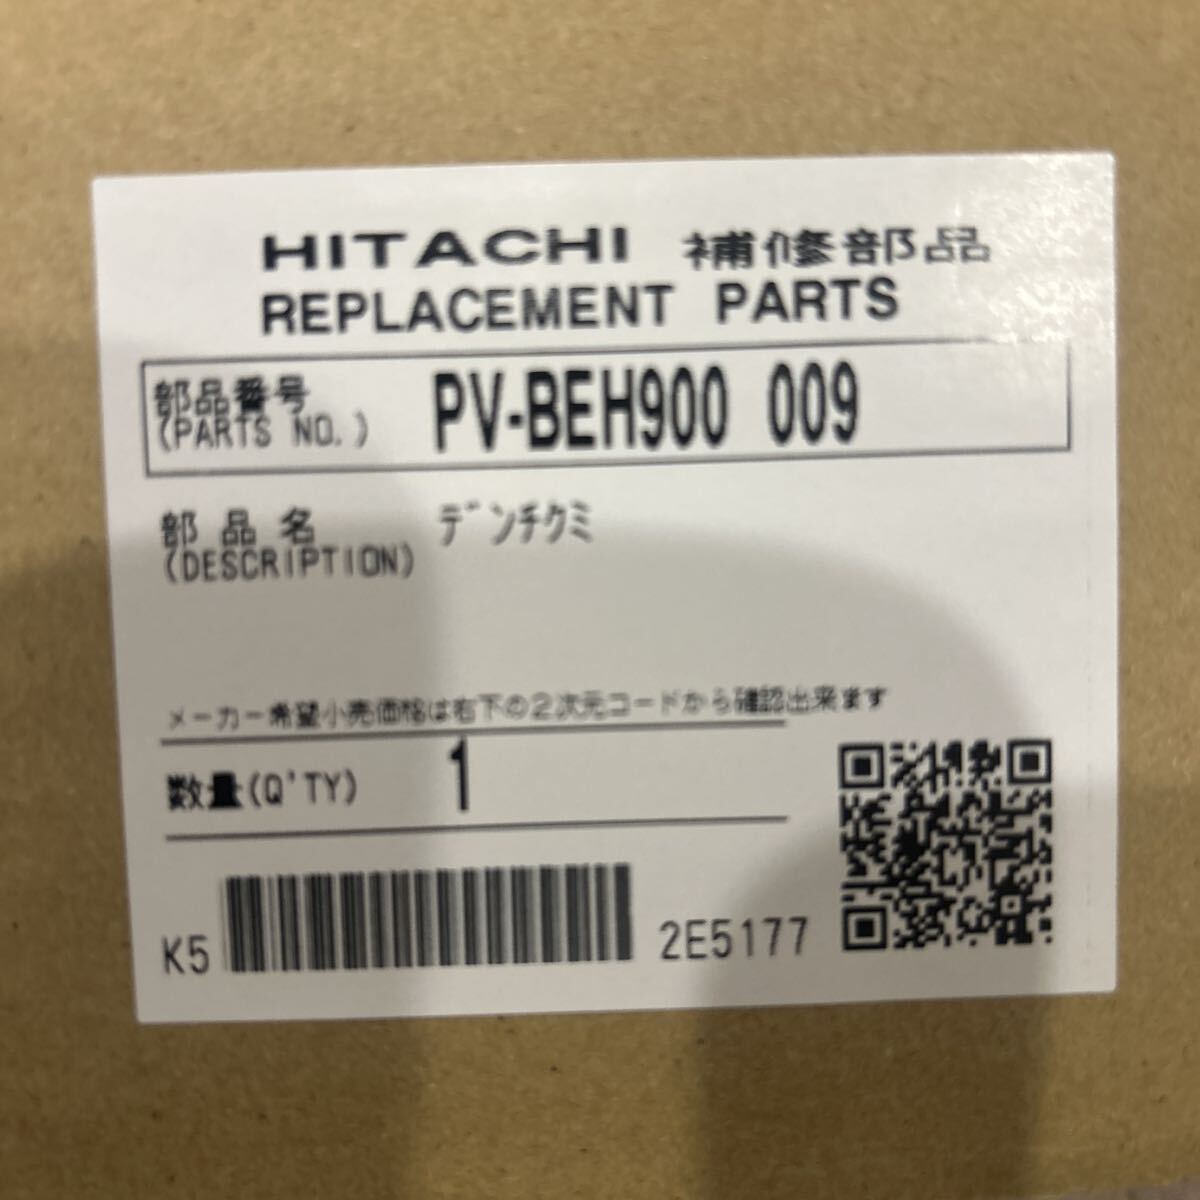 HITACHI 補修部品
REPLACEMENT PARTS
部品番号 PV-BEH900 009
(PARTS NO.)
部品名 デンチクミ
(DESCRIPTION)
メーカー希望小売価格は右下の2次元コードから確認出来ます
数量(Q'TY) 1
K5 2E5177